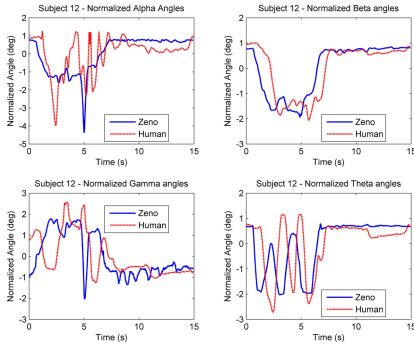 Subject 12 - Normalized Alpha Angles
Normalized Angle (deg)
2
1
0
-1
-2
-3
-4
-5
0
5
10
15
Time (s)
Zeno
Human
Subject 12 - Normalized Beta angles
Normalized Angle (deg)
2
1
0
-1
-2
-3
0
5
10
15
Time (s)
Zeno
Human
Subject 12 - Normalized Gamma angles
Normalized Angle (deg)
3
2
1
0
-1
-2
-3
0
5
10
15
Time (s)
Zeno
Human
Subject 12 - Normalized Theta angles
Normalized Angle (deg)
2
1
0
-1
-2
-3
0
5
10
15
Time (s)
Zeno
Human